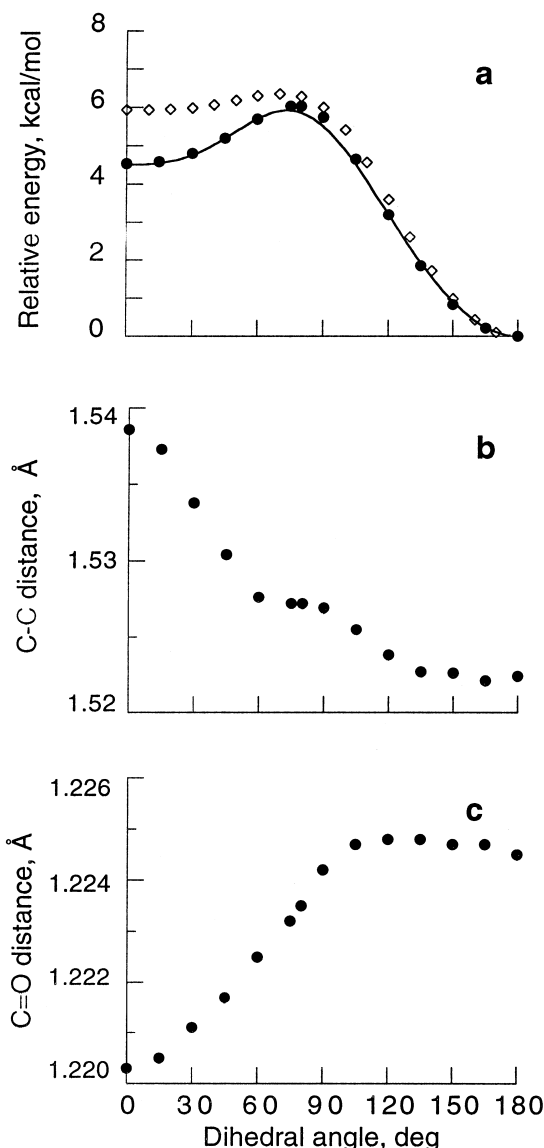 8
a
6
4
2
0
Relative energy, kcal/mol
1.54
b
1.53
1.52
C-C distance, Å
1.226
c
1.224
1.222
1.220
C=O distance, Å
0 30 60 90 120 150 180
Dihedral angle, deg